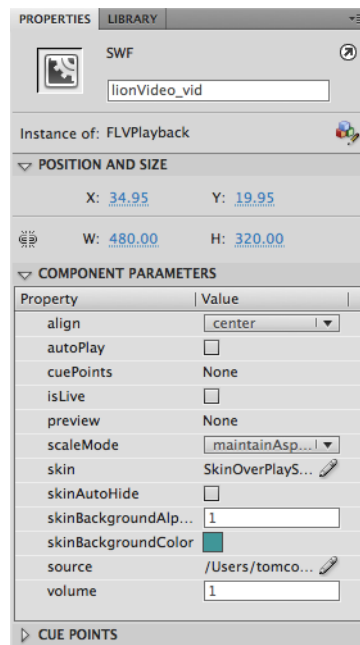 PROPERTIES LIBRARY
SWF
lionVideo_vid
Instance of: FLVPlayback
POSITION AND SIZE
X: 34.95 Y: 19.95
W: 480.00 H: 320.00
COMPONENT PARAMETERS
Property Value
align center
autoPlay
cuePoints None
isLive
preview None
scaleMode maintainAsp...
skin SkinOverPlayS...
skinAutoHide
skinBackgroundAlp... 1
skinBackgroundColor
source /Users/tomco...
volume 1
CUE POINTS